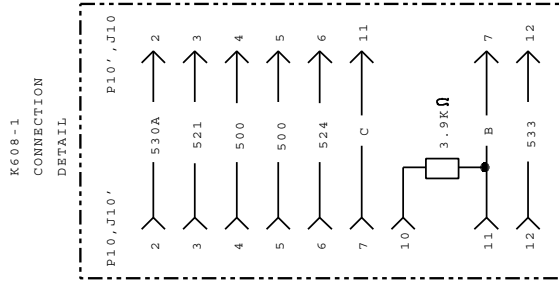 K608-1
CONNECTION
DETAIL
P10,J10' P10',J10
2 530A 2
3 521 3
4 500 4
5 500 5
6 524 6
7 C 11
10 3.9KΩ
11 B 7
12 533 12